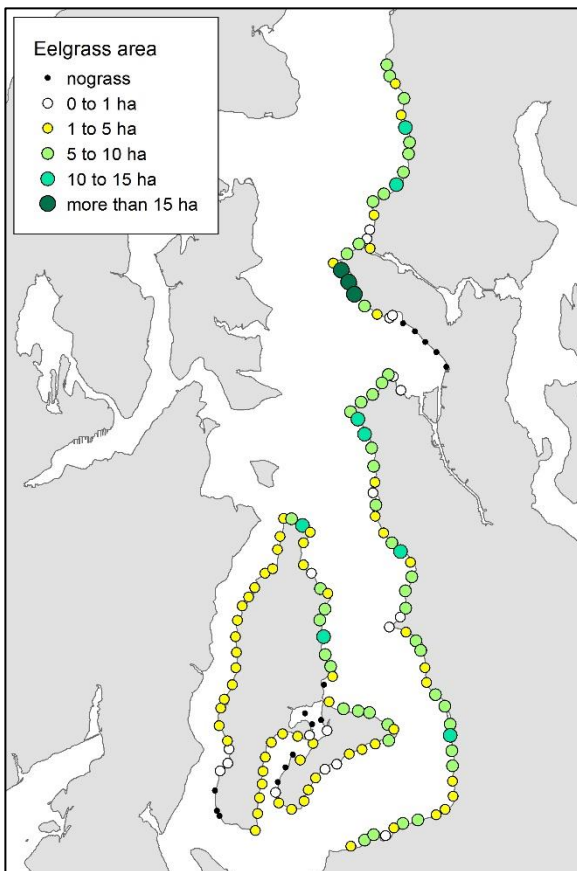 Eelgrass area
nograss
0 to 1 ha
1 to 5 ha
5 to 10 ha
10 to 15 ha
more than 15 ha